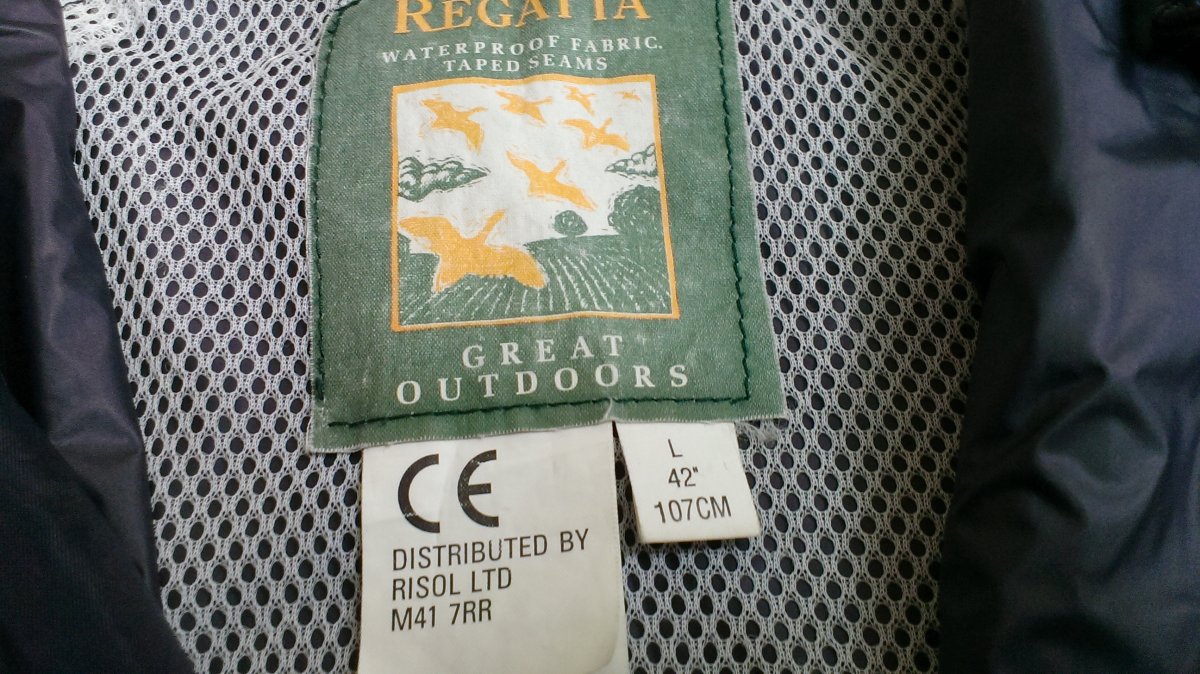 REGATTA
WATERPROOF FABRIC.
TAPED SEAMS
GREAT
OUTDOORS
CE
DISTRIBUTED BY
RISOL LTD
M41 7RR
L
42"
107CM